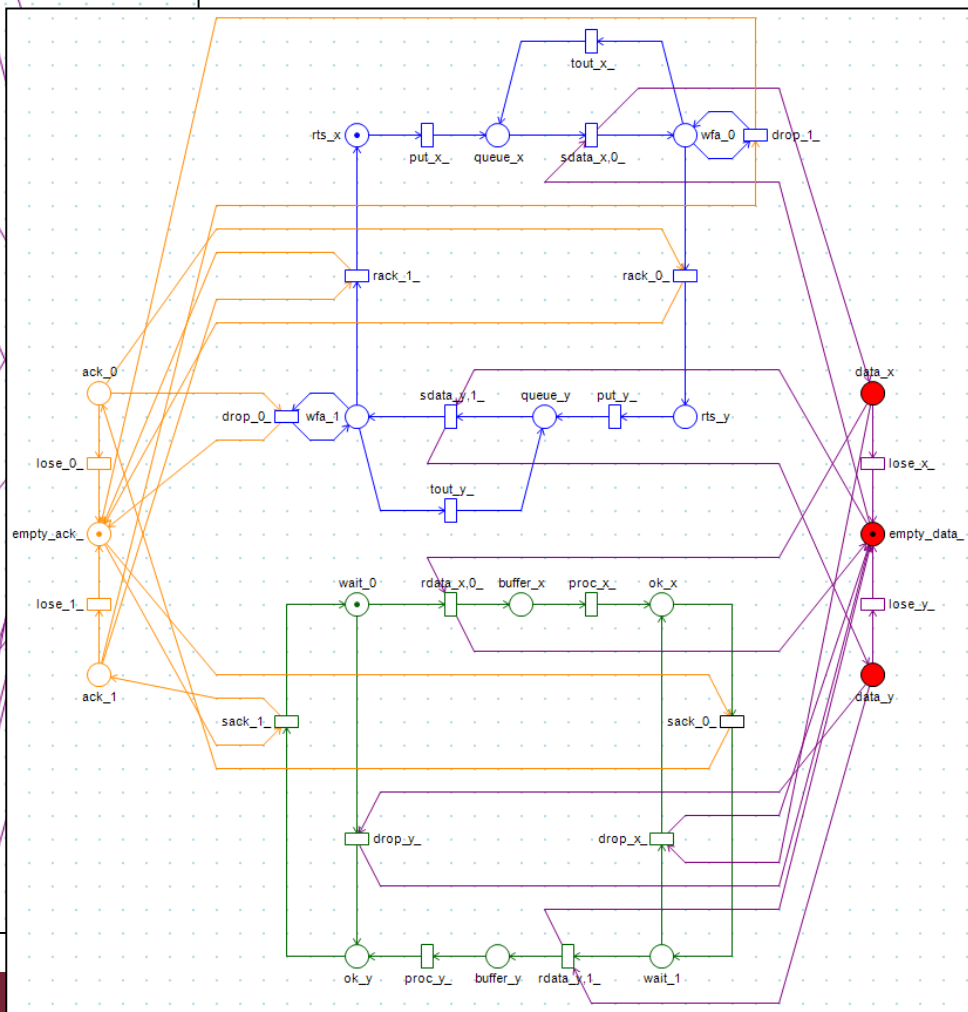 tout_x_
rts_x
put_x_
queue_x
sdata_x,0_
wfa_0
drop_1_
rack_1_
rack_0_
ack_0
data_x
sdata_y,1_
queue_y
put_y_
drop_0_
wfa_1
rts_y
lose_0_
lose_x_
tout_y_
empty_ack_
empty_data_
wait_0
rdata_x,0_
buffer_x
proc_x_
ok_x
lose_1_
lose_y_
ack_1
data_y
sack_1_
sack_0_
drop_y_
drop_x_
ok_y
proc_y_
buffer_y
rdata_y,1_
wait_1